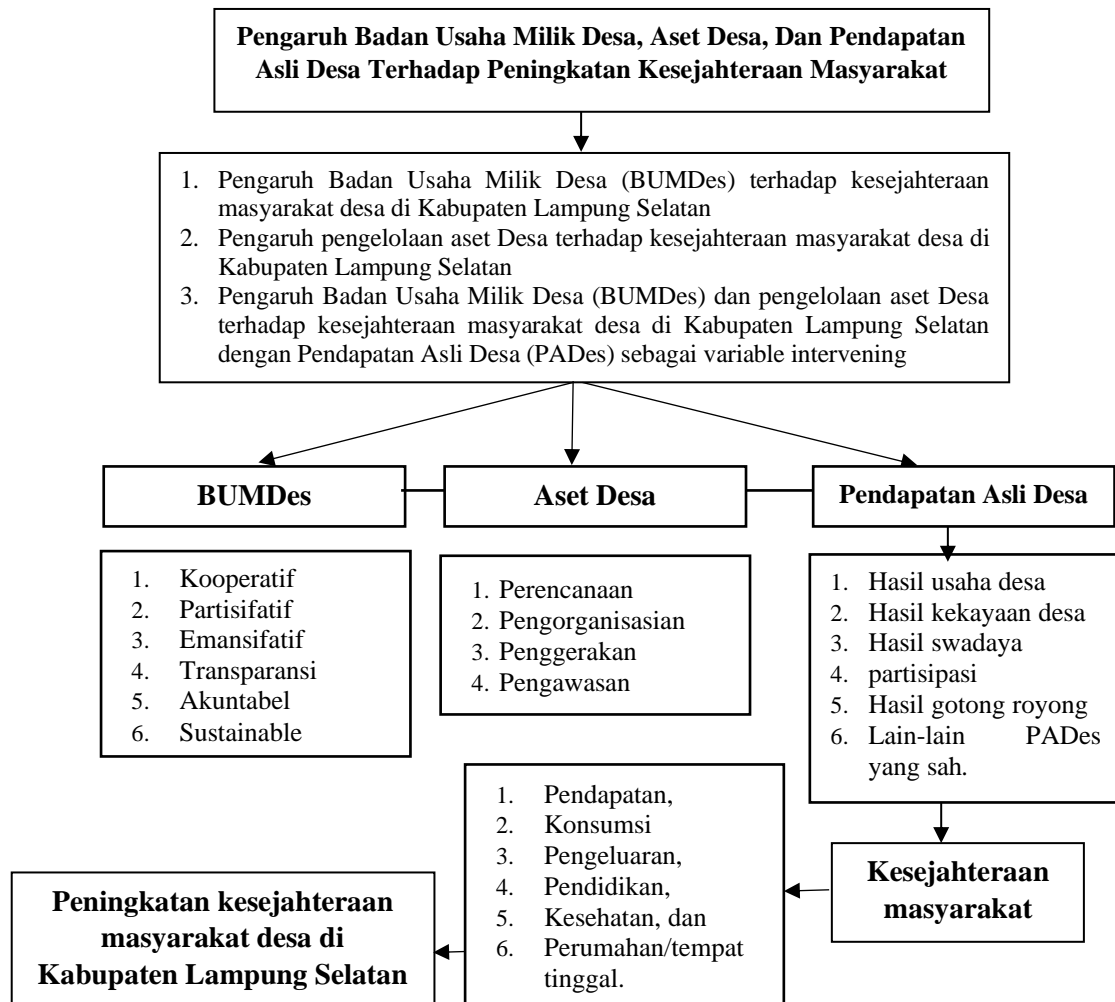 Pengaruh Badan Usaha Milik Desa, Aset Desa, Dan Pendapatan
Asli Desa Terhadap Peningkatan Kesejahteraan Masyarakat
1. Pengaruh Badan Usaha Milik Desa (BUMDes) terhadap kesejahteraan
masyarakat desa di Kabupaten Lampung Selatan
2. Pengaruh pengelolaan aset Desa terhadap kesejahteraan masyarakat desa di
Kabupaten Lampung Selatan
3. Pengaruh Badan Usaha Milik Desa (BUMDes) dan pengelolaan aset Desa
terhadap kesejahteraan masyarakat desa di Kabupaten Lampung Selatan
dengan Pendapatan Asli Desa (PADes) sebagai variable intervening
BUMDes
Aset Desa
Pendapatan Asli Desa
1. Kooperatif
2. Partisifatif
3. Emansifatif
4. Transparansi
5. Akuntabel
6. Sustainable
1. Perencanaan
2. Pengorganisasian
3. Penggerakan
4. Pengawasan
1. Hasil usaha desa
2. Hasil kekayaan desa
3. Hasil swadaya
4. partisipasi
5. Hasil gotong royong
6. Lain-lain PADes
yang sah.
Kesejahteraan
masyarakat
1. Pendapatan,
2. Konsumsi
3. Pengeluaran,
4. Pendidikan,
5. Kesehatan, dan
6. Perumahan/tempat
tinggal.
Peningkatan kesejahteraan
masyarakat desa di
Kabupaten Lampung Selatan